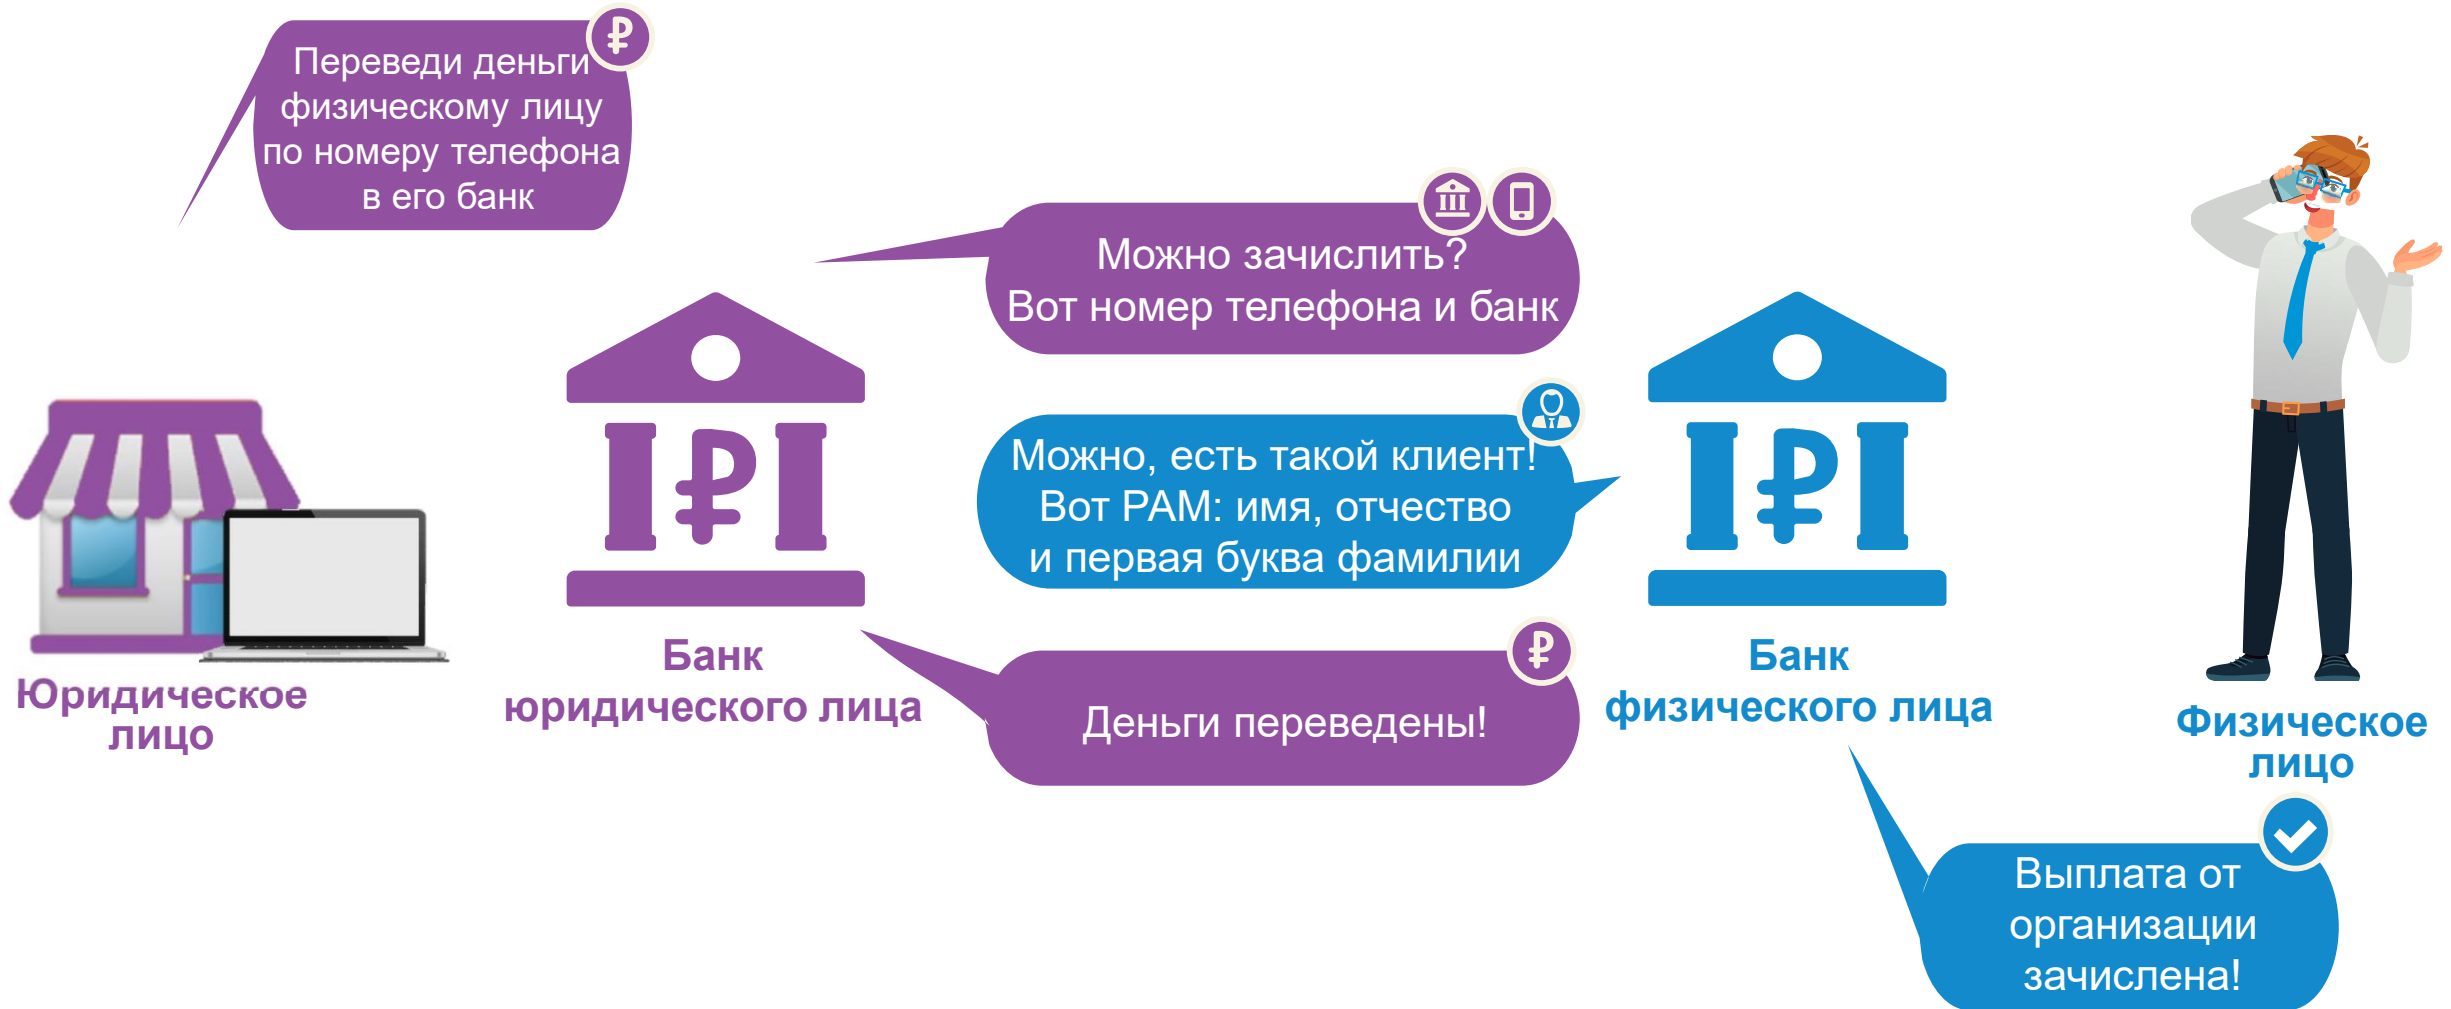 Переведи деньги
физическому лицу
по номеру телефона
в его банк
Можно зачислить?
Вот номер телефона и банк
Можно, есть такой клиент!
Вот PAM: имя, отчество
и первая буква фамилии
Деньги переведены!
Юридическое
лицо
Банк
юридического лица
Банк
физического лица
Физическое
лицо
Выплата от
организации
зачислена!